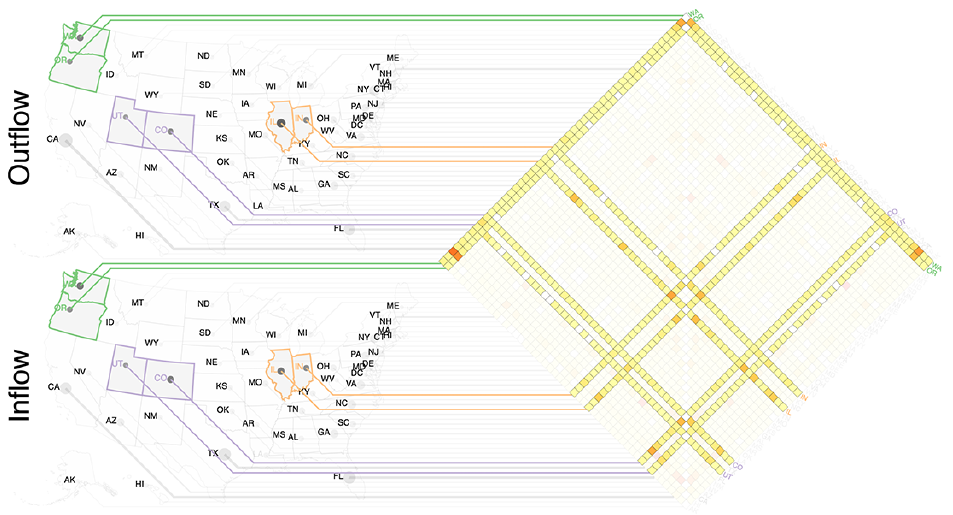 Outflow
WA
OR
MT
ND
ID
MN
SD
WI
MI
ME
VT
NH
MA
NY
CT
RI
WY
IA
NE
PA
NJ
DE
MD
DC
VA
NV
UT
CO
IL
IN
OH
WV
KS
MO
KY
CA
AZ
NM
OK
TN
NC
AR
SC
MS
AL
GA
TX
LA
FL
AK
HI
WA
OR
IN
IL
CO
UT
WA
OR
Inflow
WA
OR
MT
ND
ID
MN
SD
WI
MI
ME
VT
NH
MA
NY
CT
RI
WY
IA
NE
PA
NJ
DE
MD
DC
VA
NV
UT
CO
IL
IN
OH
WV
KS
MO
KY
CA
AZ
NM
OK
TN
NC
AR
SC
MS
AL
GA
TX
LA
FL
AK
HI
IN
IL
CO
UT